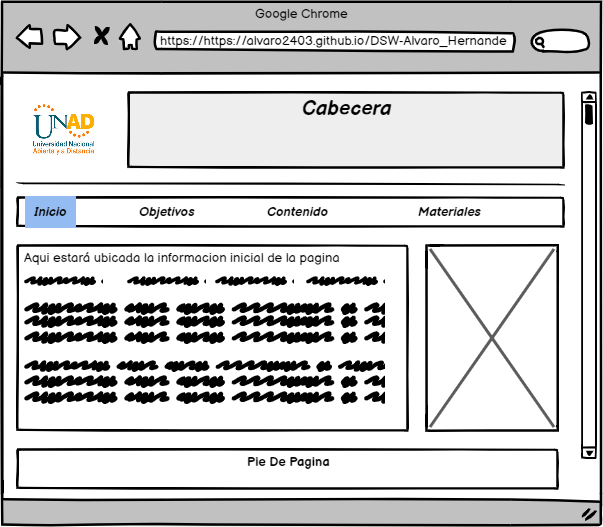 Google Chrome
https://https://alvaro2403.github.io/DSW-Alvaro_Hernande
UNAD
Universidad Nacional
Abierta y a Distancia
Cabecera
Inicio Objetivos Contenido Materiales
Aqui estará ubicada la informacion inicial de la pagina
Pie De Pagina